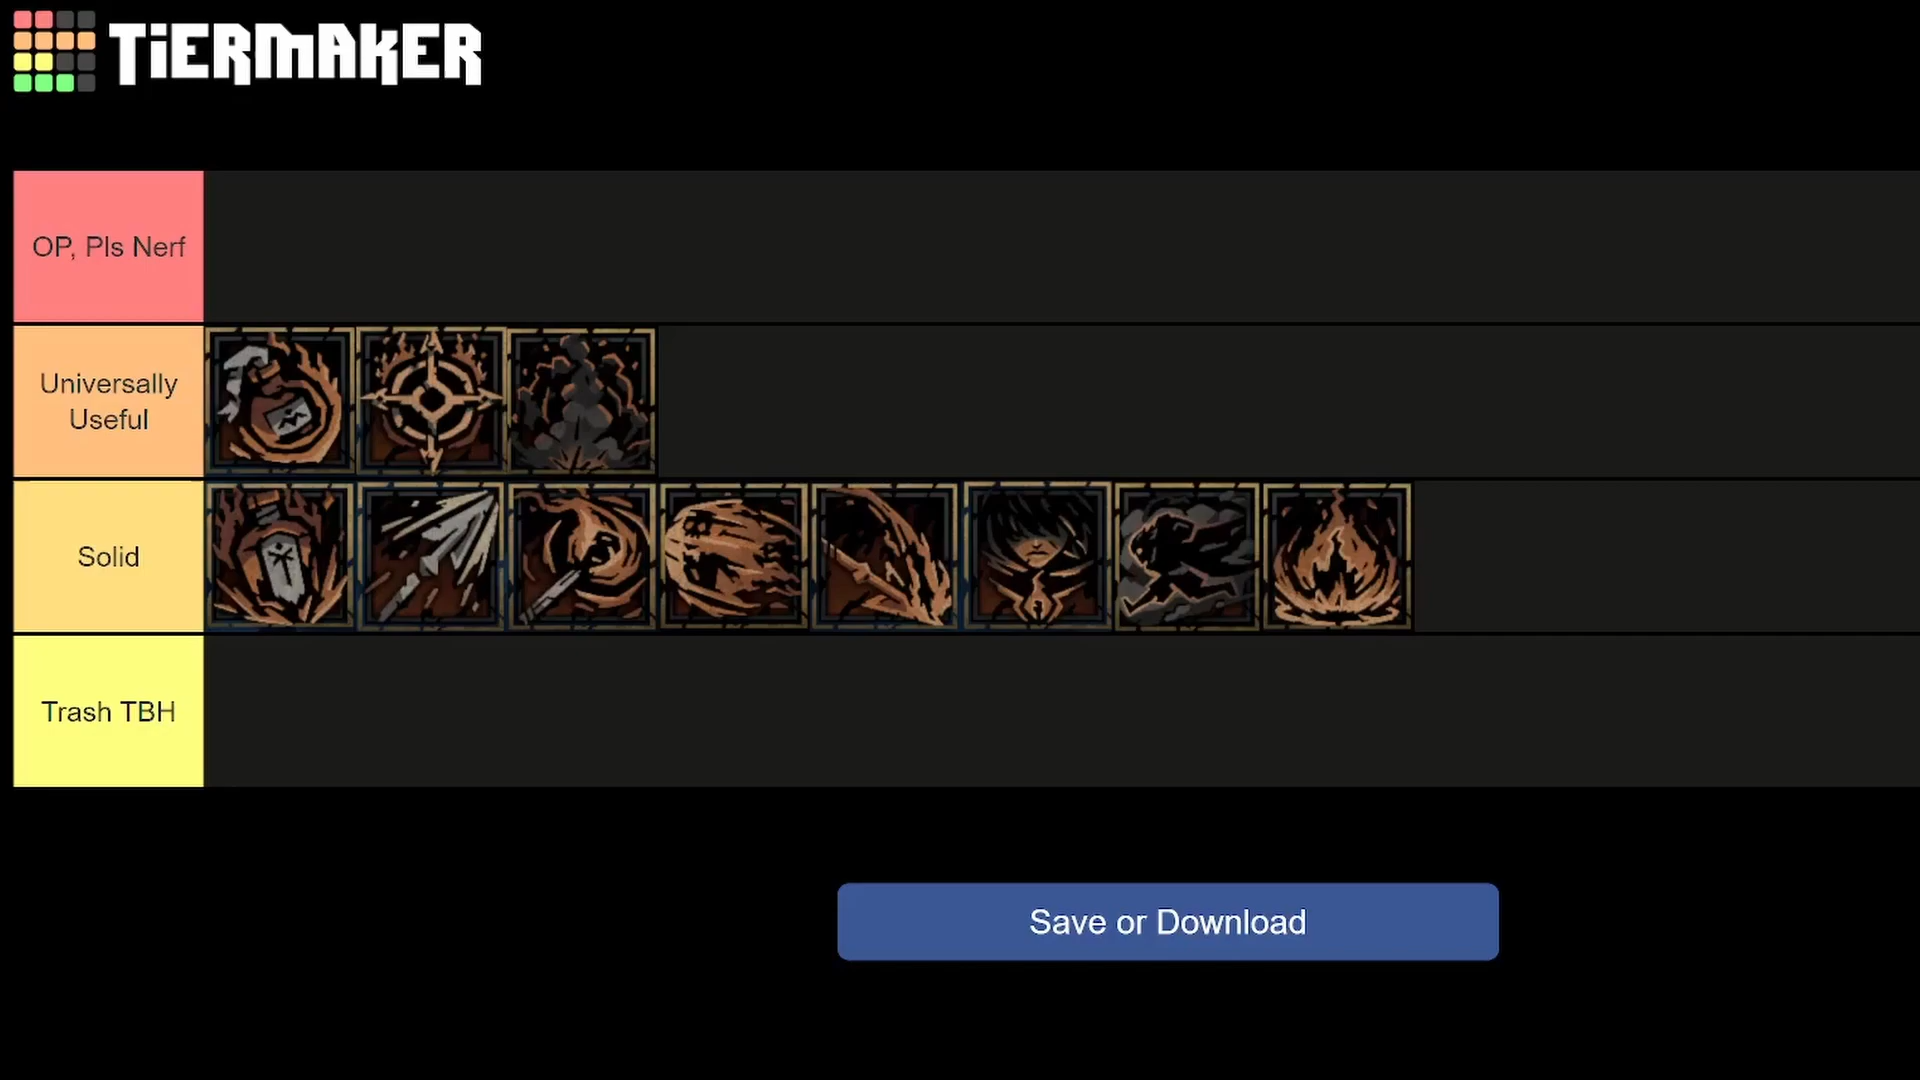 TiERMAKER
OP, Pls Nerf
Universally
Useful
Solid
Trash TBH
Save or Download